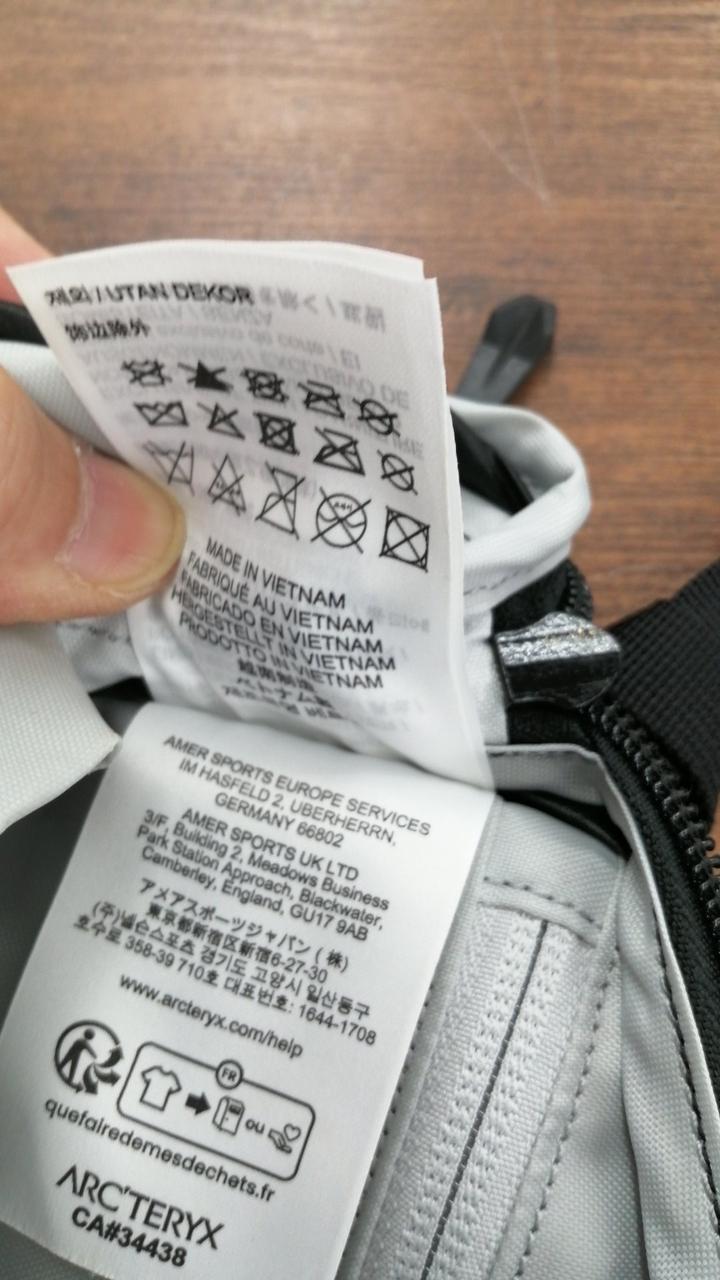 제외 / UTAN DEKOR
饰边除外
MADE IN VIETNAM
FABRIQUÉ AU VIETNAM
FABRICADO EN VIETNAM
HERGESTELLT IN VIETNAM
PRODOTTO IN VIETNAM
越南制造
ベトナム製
AMER SPORTS EUROPE SERVICES
IM HASFELD 2, UBERHERRN,
GERMANY 66802
AMER SPORTS UK LTD
3/F, Building 2, Meadows Business
Park Station Approach, Blackwater,
Camberley, England, GU17 9AB
アメアスポーツジャパン ( 株)
東京都新宿区新宿6-27-30
(주)넬슨스포츠 경기도 고양시 일산동구
호수로 358-39 710호 대표번호: 1644-1708
www.arcteryx.com/help
FR
ou
quefairedemesdechets.fr
ARC'TERYX
CA#34438